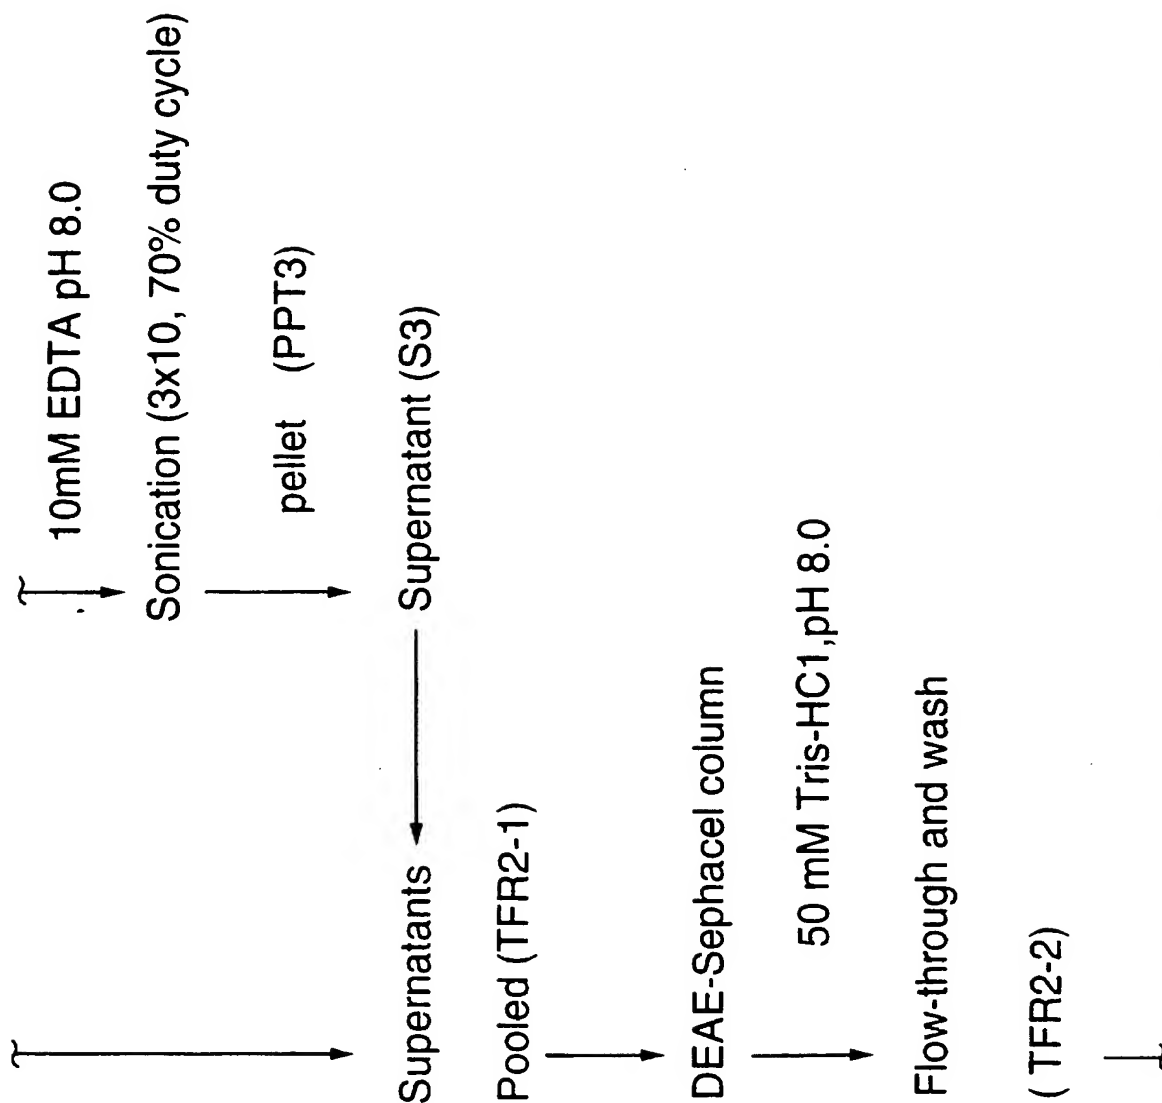 10mM EDTA pH 8.0
Sonication (3x10, 70% duty cycle)
pellet (PPT3)
Supernatant (S3)
Supernatants
Pooled (TFR2-1)
DEAE-Sephacel column
50 mM Tris-HC1,pH 8.0
Flow-through and wash
( TFR2-2)